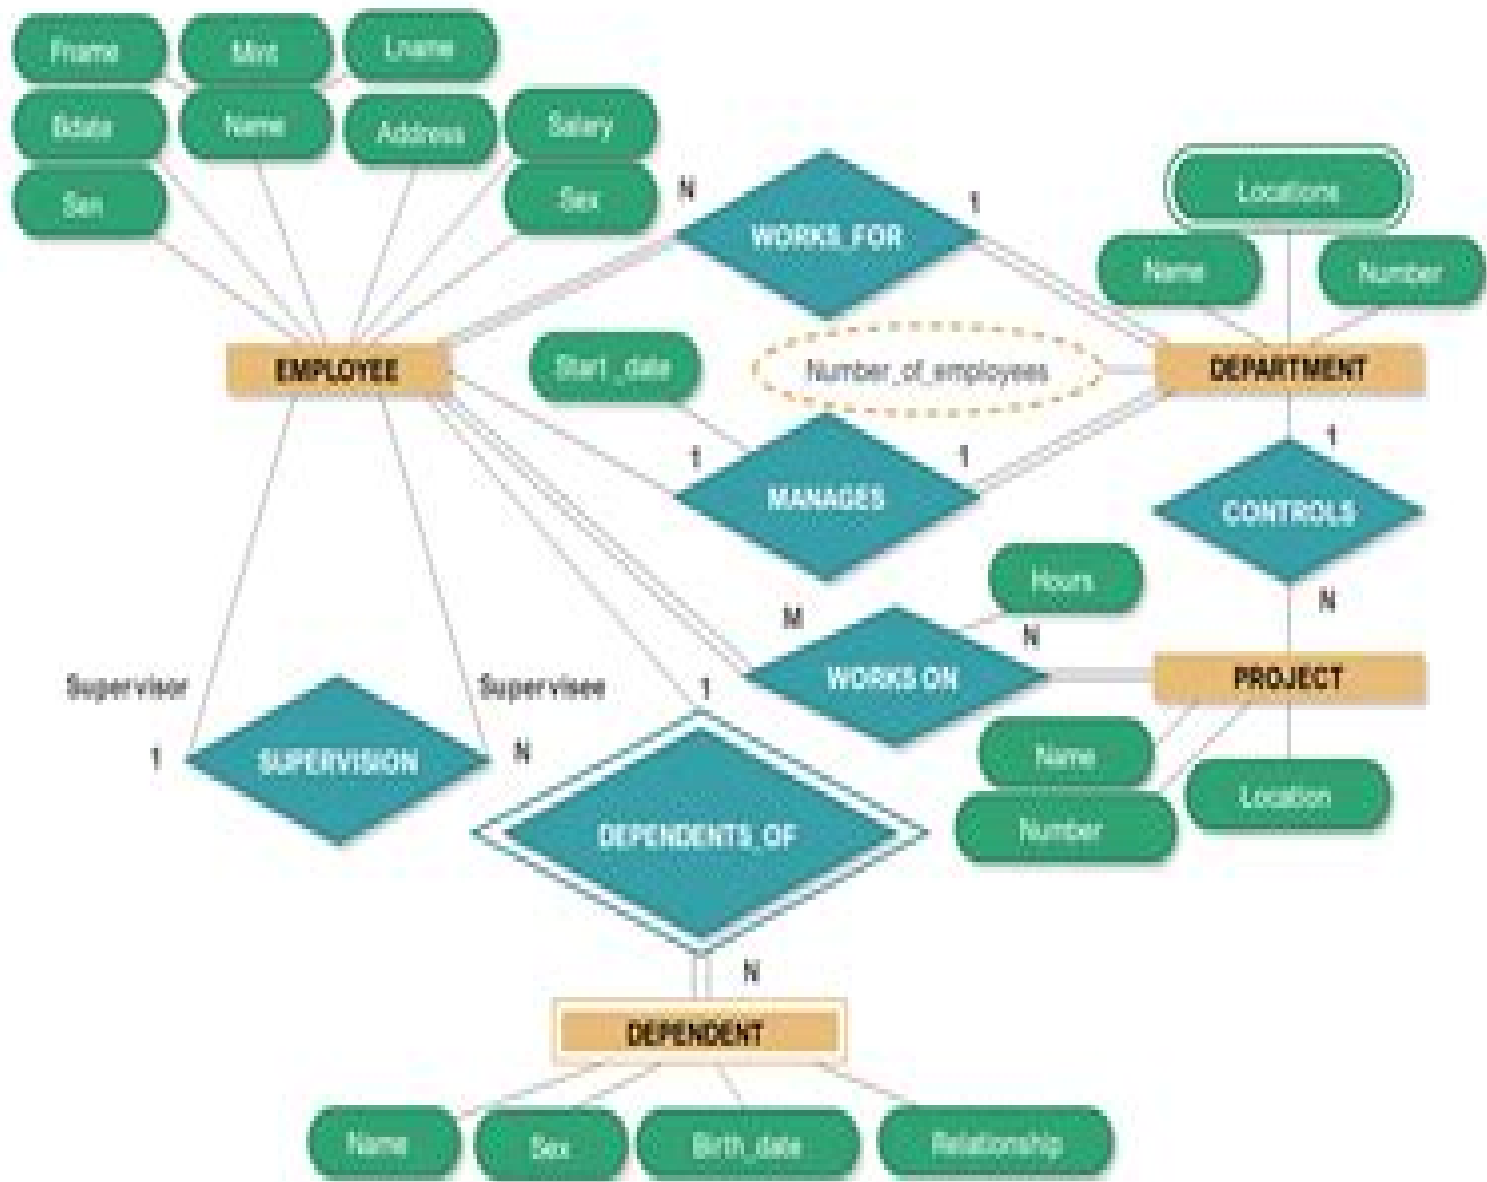 Fname
Mint
Lname
Bdate
Name
Address
Salary
Ssn
Sex
N
1
WORKS_FOR
Locations
Name
Number
EMPLOYEE
Start_date
Number_of_employees
DEPARTMENT
1
1
MANAGES
1
CONTROLS
Hours
M
N
N
WORKS ON
PROJECT
Supervisor
Supervisee
1
1
N
SUPERVISION
Name
Number
Location
DEPENDENTS_OF
N
DEPENDENT
Name
Sex
Birth_date
Relationship